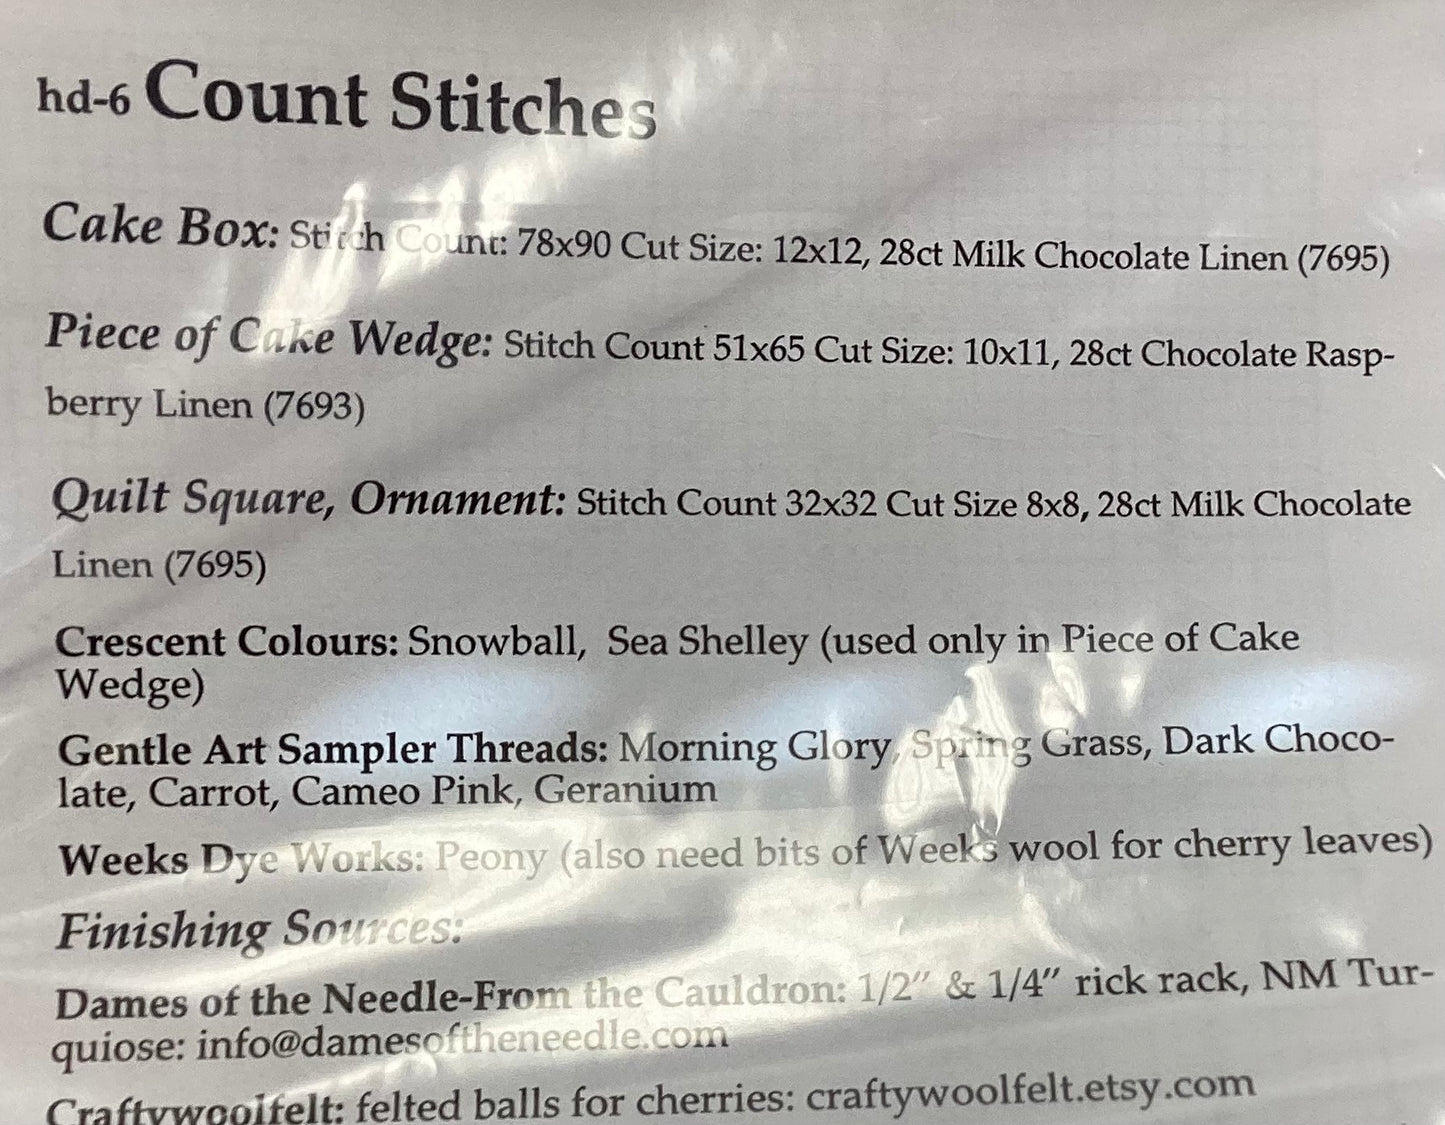 hd-6 Count Stitches
Cake Box: Stitch Count: 78x90 Cut Size: 12x12, 28ct Milk Chocolate Linen (7695)
Piece of Cake Wedge: Stitch Count 51x65 Cut Size: 10x11, 28ct Chocolate Rasp-
berry Linen (7693)
Quilt Square, Ornament: Stitch Count 32x32 Cut Size 8x8, 28ct Milk Chocolate
Linen (7695)
Crescent Colours: Snowball, Sea Shelley (used only in Piece of Cake
Wedge)
Gentle Art Sampler Threads: Morning Glory, Spring Grass, Dark Choco-
late, Carrot, Cameo Pink, Geranium
Weeks Dye Works: Peony (also need bits of Weeks wool for cherry leaves)
Finishing Sources:
Dames of the Needle-From the Cauldron: 1/2" & 1/4" rick rack, NM Tur-
quiose: info@damesoftheneedle.com
Craftywoolfelt: felted balls for cherries: craftywoolfelt.etsy.com